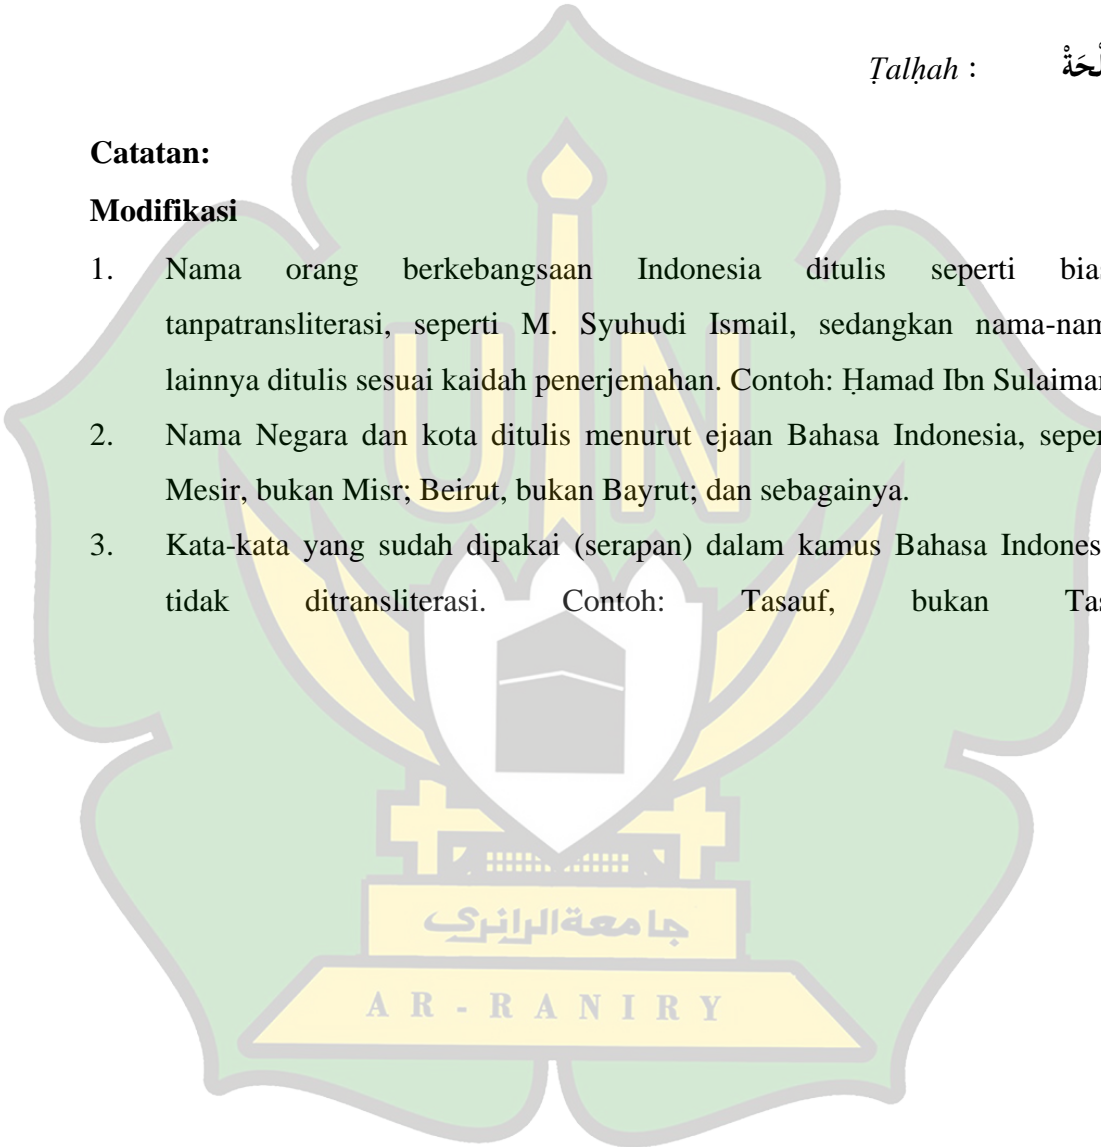 Ṭalḥah :
Catatan:
Modifikasi
1. Nama orang berkebangsaan Indonesia ditulis seperti
tanpatransliterasi, seperti M. Syuhudi Ismail, sedangkan
lainnya ditulis sesuai kaidah penerjemahan. Contoh: Ḥamad Ibn
2. Nama Negara dan kota ditulis menurut ejaan Bahasa Indonesia,
Mesir, bukan Misr; Beirut, bukan Bayrut; dan sebagainya.
3. Kata-kata yang sudah dipakai (serapan) dalam kamus Bahasa
tidak ditransliterasi. Contoh: Tasauf, bukan
UIN
جامعة الرانري
AR-RANIRY